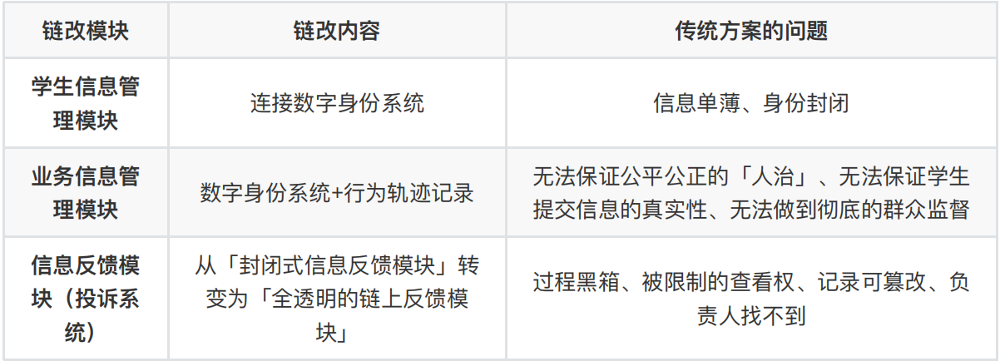 链改模块
链改内容
传统方案的问题
学生信息管
理模块
连接数字身份系统
信息单薄、身份封闭
业务信息管
理模块
数字身份系统+行为轨迹记录
无法保证公平公正的「人治」、无法保证学生
提交信息的真实性、无法做到彻底的群众监督
信息反馈模
块（投诉系
统）
从「封闭式信息反馈模块」转
变为「全透明的链上反馈模
块」
过程黑箱、被限制的查看权、记录可篡改、负
责人找不到